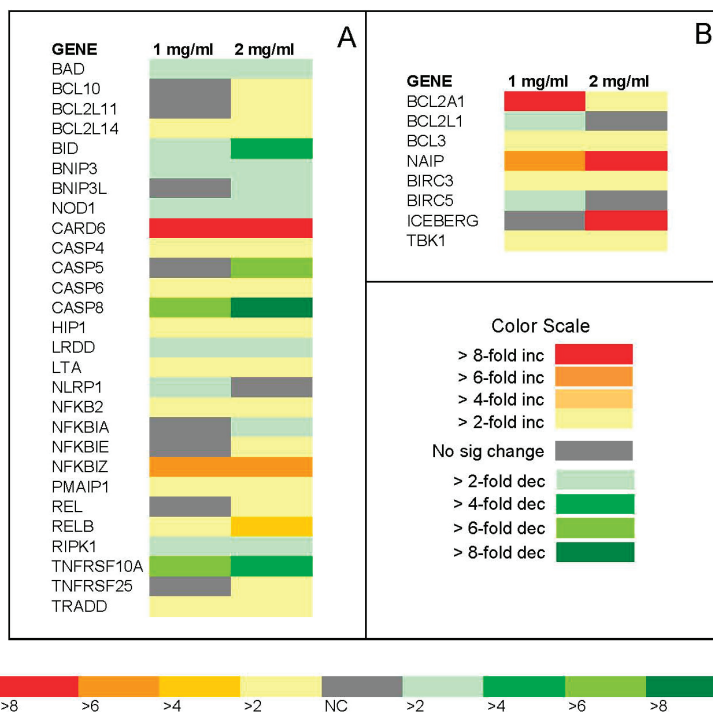 A
GENE 1 mg/ml 2 mg/ml
BAD
BCL10
BCL2L11
BCL2L14
BID
BNIP3
BNIP3L
NOD1
CARD6
CASP4
CASP5
CASP6
CASP8
HIP1
LRDD
LTA
NLRP1
NFKB2
NFKBIA
NFKBIE
NFKBIZ
PMAIP1
REL
RELB
RIPK1
TNFRSF10A
TNFRSF25
TRADD
B
GENE 1 mg/ml 2 mg/ml
BCL2A1
BCL2L1
BCL3
NAIP
BIRC3
BIRC5
ICEBERG
TBK1
Color Scale
> 8-fold inc
> 6-fold inc
> 4-fold inc
> 2-fold inc
No sig change
> 2-fold dec
> 4-fold dec
> 6-fold dec
> 8-fold dec
>8 >6 >4 >2 NC >2 >4 >6 >8